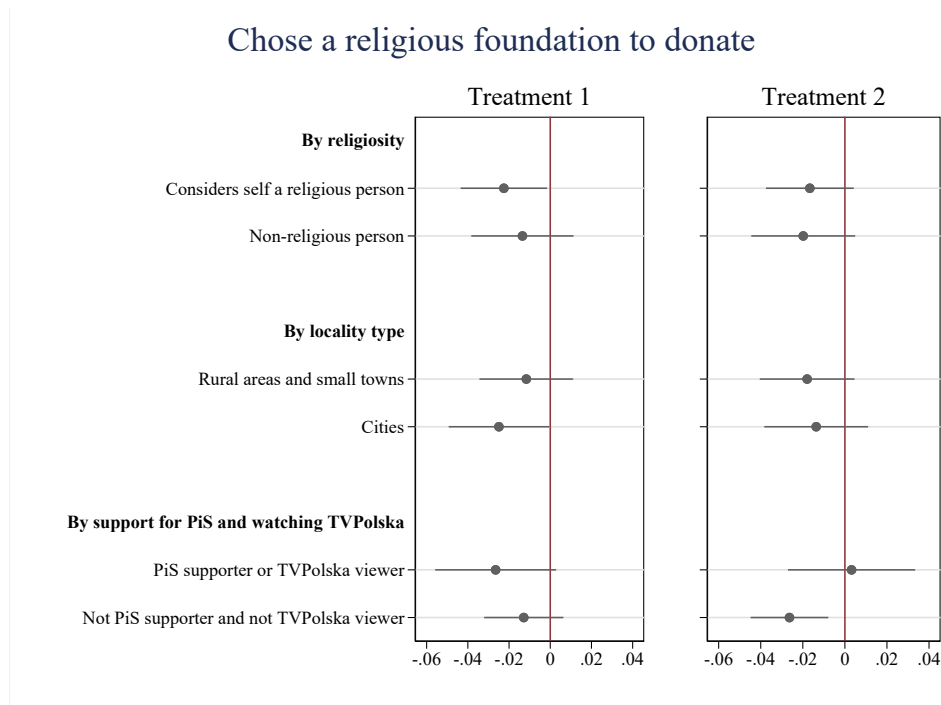 Chose a religious foundation to donate
Treatment 1
Treatment 2
By religiosity
Considers self a religious person
Non-religious person
By locality type
Rural areas and small towns
Cities
By support for PiS and watching TVPolska
PiS supporter or TVPolska viewer
Not PiS supporter and not TVPolska viewer
-.06 -.04 -.02 0 .02 .04
-.06 -.04 -.02 0 .02 .04